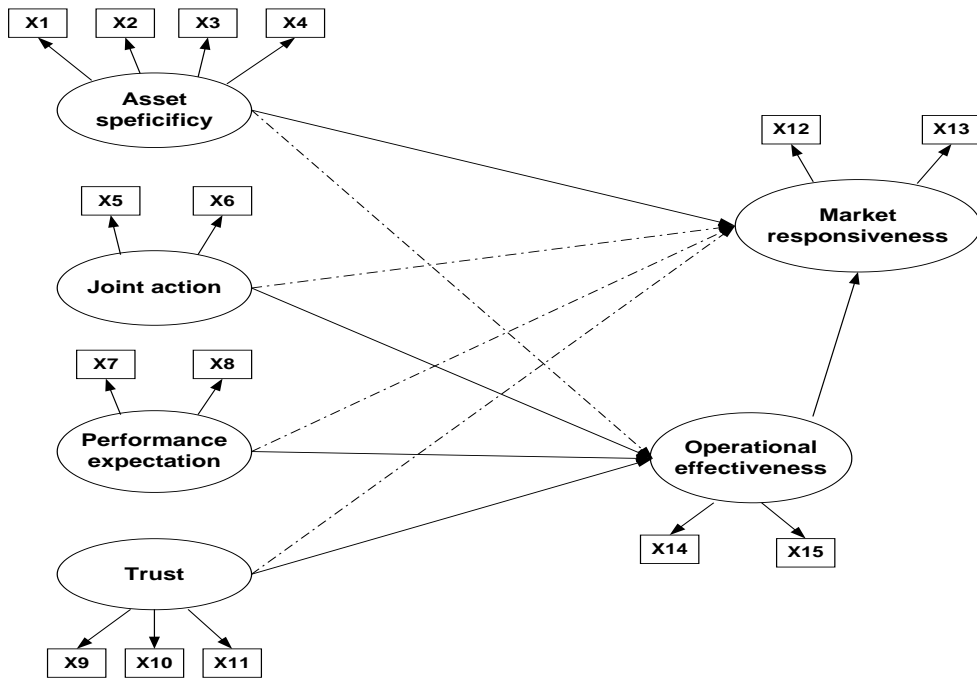 X1
X2
X3
X4
Asset
speficificy
X12
X13
X5
X6
Market
responsiveness
Joint action
X7
X8
Performance
expectation
Operational
effectiveness
X14
X15
Trust
X9
X10
X11